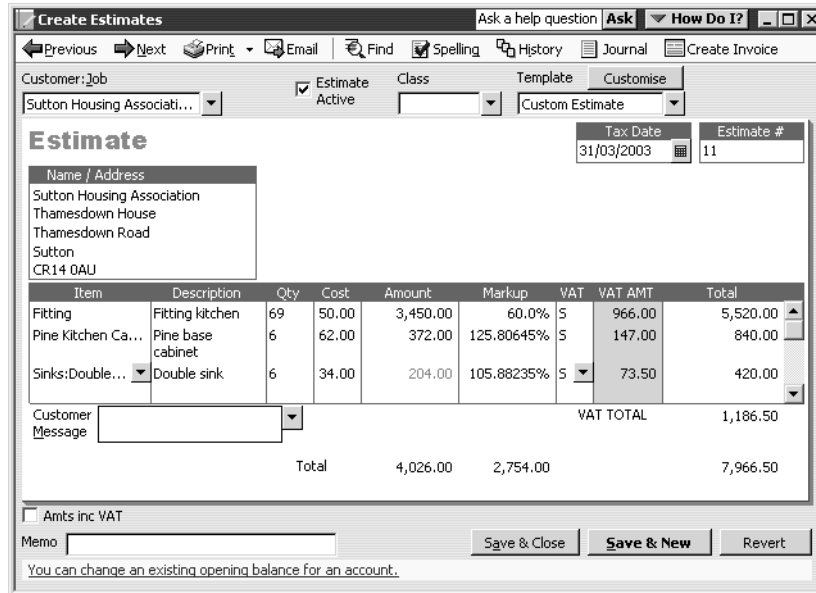 Create Estimates
Ask a help question Ask How Do I?
Previous Next Print Email Find Spelling History Journal Create Invoice
Customer:Job
Sutton Housing Associati...
Estimate Active
Class
Template Customise
Custom Estimate
Estimate
Tax Date Estimate #
31/03/2003 11
Name / Address
Sutton Housing Association
Thamesdown House
Thamesdown Road
Sutton
CR14 0AU
Item Description Qty Cost Amount Markup VAT VAT AMT Total
Fitting Fitting kitchen 69 50.00 3,450.00 60.0% S 966.00 5,520.00
Pine Kitchen Ca... Pine base cabinet 6 62.00 372.00 125.80645% S 147.00 840.00
Sinks:Double... Double sink 6 34.00 204.00 105.88235% S 73.50 420.00
Customer Message
VAT TOTAL 1,186.50
Total 4,026.00 2,754.00 7,966.50
Amts inc VAT
Memo
Save & Close Save & New Revert
You can change an existing opening balance for an account.